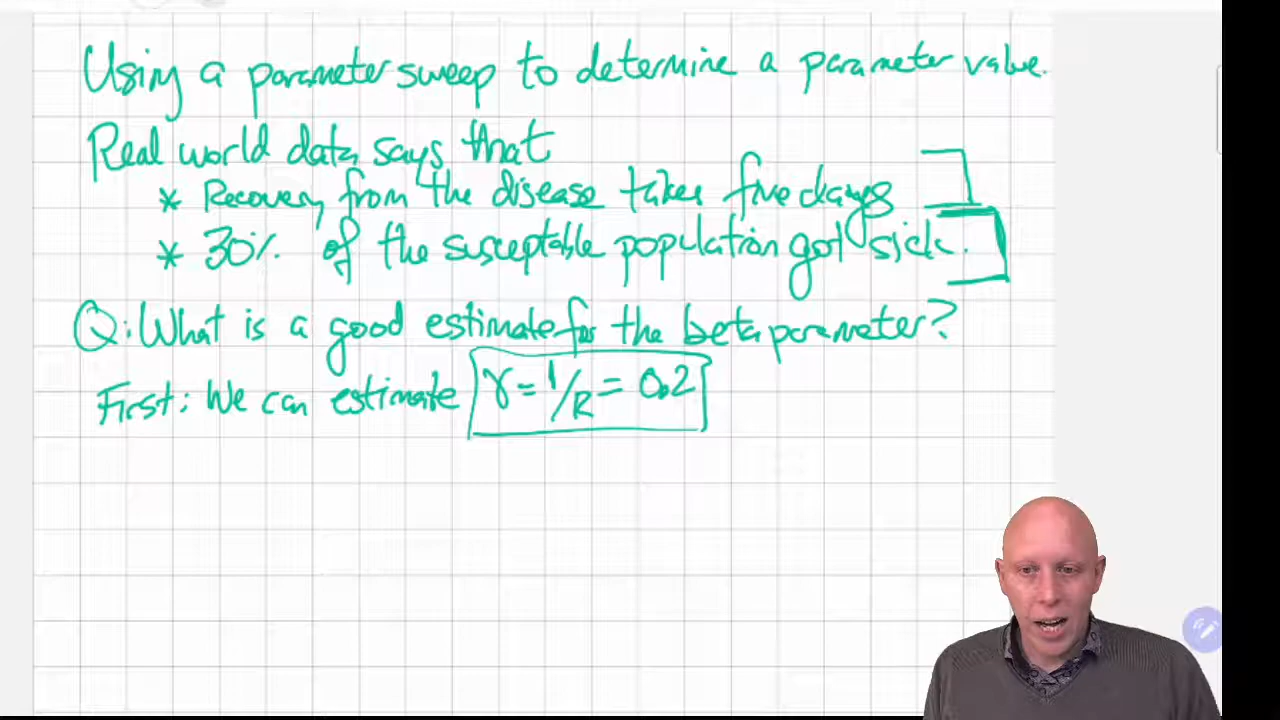 Using a parameter sweep to determine a parameter value.
Real world data says that
* Recovery from the disease takes five days
* 30% of the susceptable population got sick.
Q: What is a good estimate for the beta parameter?
First: We can estimate γ = 1/R = 0.2